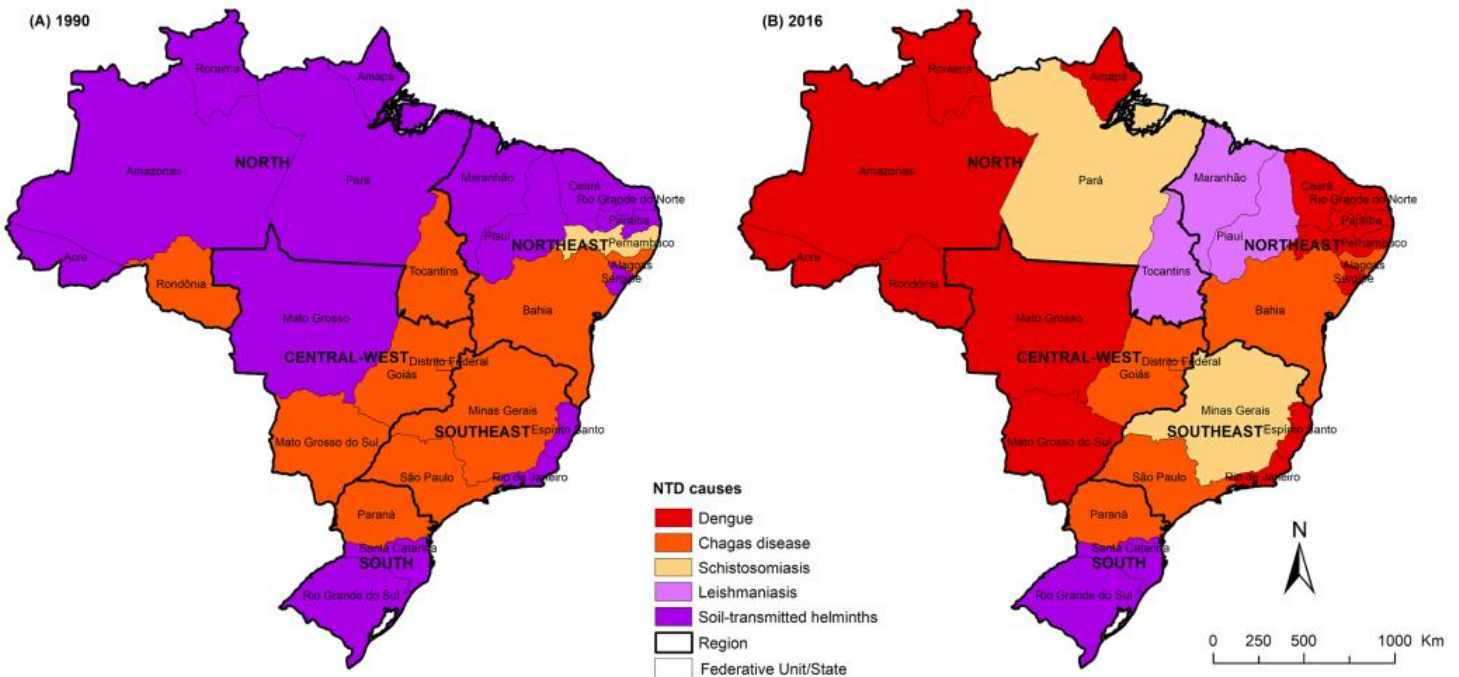 (A) 1990
Roraima
Amapá
Amazonas
NORTH
Pará
Maranhão
Ceará
Rio Grande do Norte
Paraíba
Piauí
NORTHEAST
Pernambuco
Acre
Alagoas
Sergipe
Rondônia
Tocantins
Bahia
Mato Grosso
CENTRAL-WEST
Distrito Federal
Goiás
Minas Gerais
Espírito Santo
SOUTHEAST
Mato Grosso do Sul
São Paulo
Rio de Janeiro
Paraná
Santa Catarina
SOUTH
Rio Grande do Sul
(B) 2016
Roraima
Amapá
Amazonas
NORTH
Pará
Maranhão
Ceará
Rio Grande do Norte
Paraíba
Piauí
NORTHEAST
Pernambuco
Acre
Alagoas
Sergipe
Rondônia
Tocantins
Bahia
Mato Grosso
CENTRAL-WEST
Distrito Federal
Goiás
Minas Gerais
Espírito Santo
SOUTHEAST
Mato Grosso do Sul
São Paulo
Rio de Janeiro
Paraná
Santa Catarina
SOUTH
Rio Grande do Sul
NTD causes
Dengue
Chagas disease
Schistosomiasis
Leishmaniasis
Soil-transmitted helminths
Region
Federative Unit/State
N
0 250 500 1000 Km